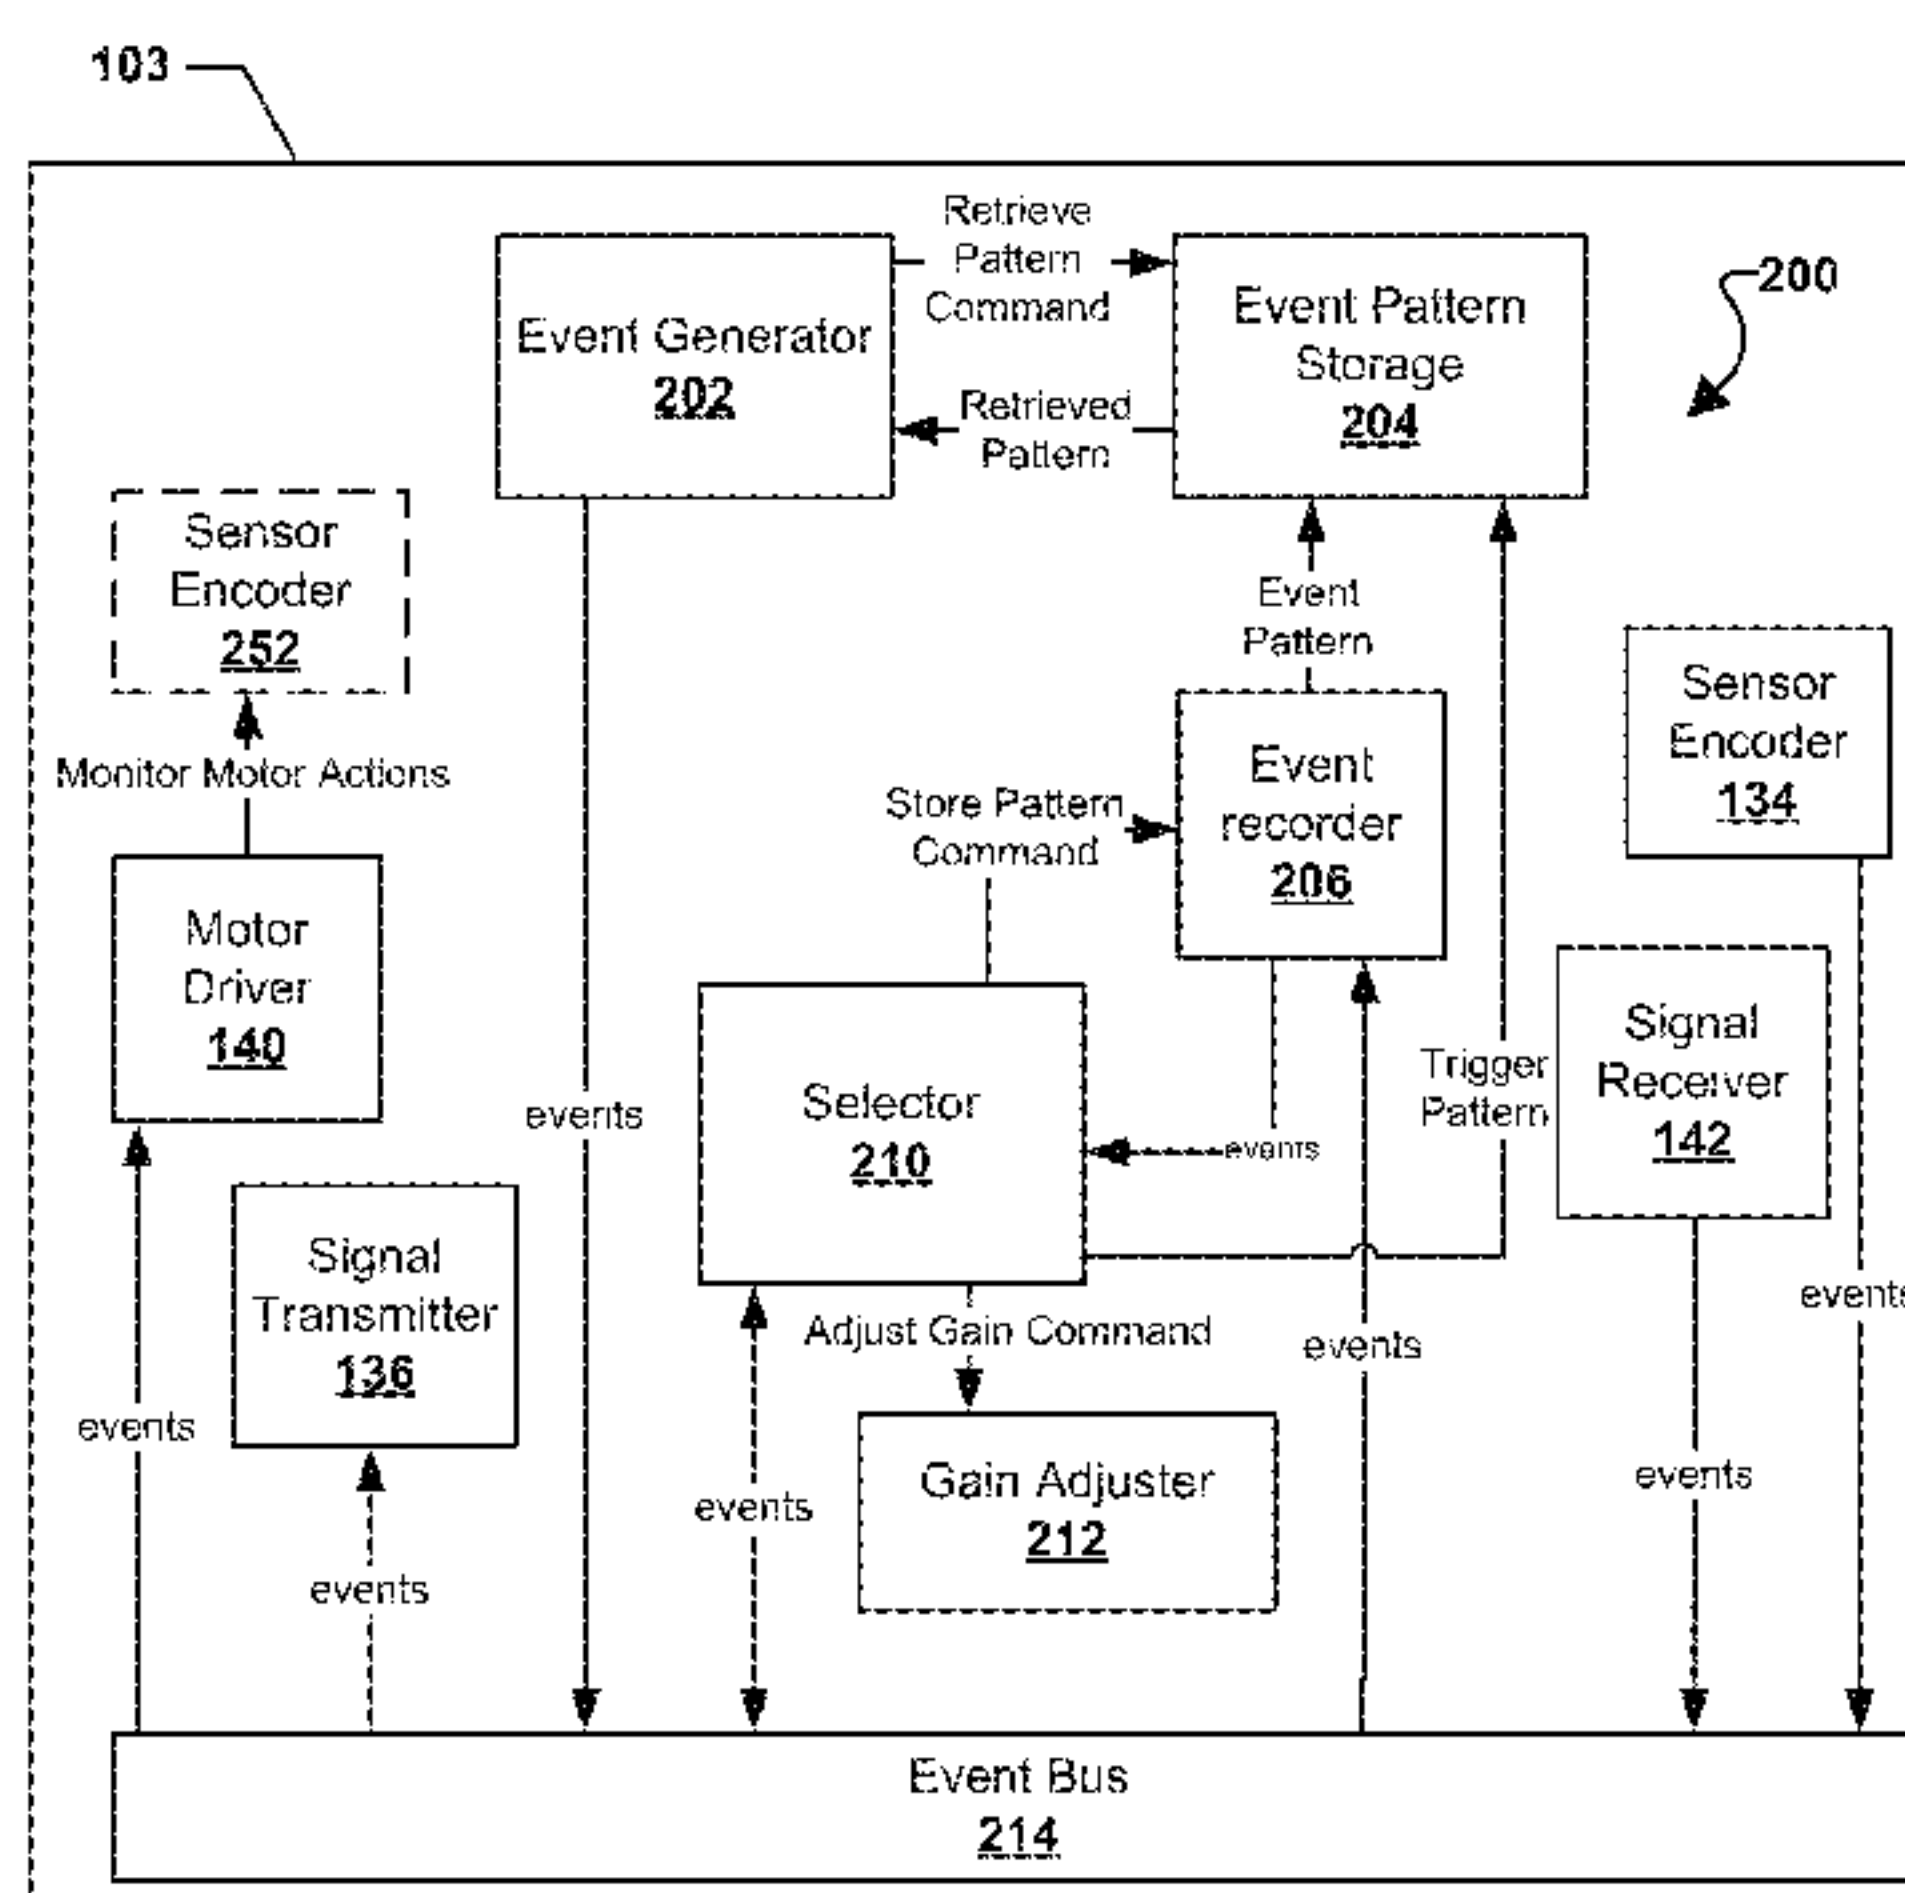 103
Retrieve
Pattern
Command
200
Event Generator
202
Event Pattern
Storage
204
Retrieved
Pattern
Sensor
Encoder
252
Event
Pattern
Sensor
Encoder
134
Monitor Motor Actions
Event
recorder
206
Store Pattern
Command
Motor
Driver
140
Signal
Receiver
142
Trigger
Pattern
Selector
210
events
events
Signal
Transmitter
136
events
Adjust Gain Command
events
events
Gain Adjuster
212
events
events
events
Event Bus
214